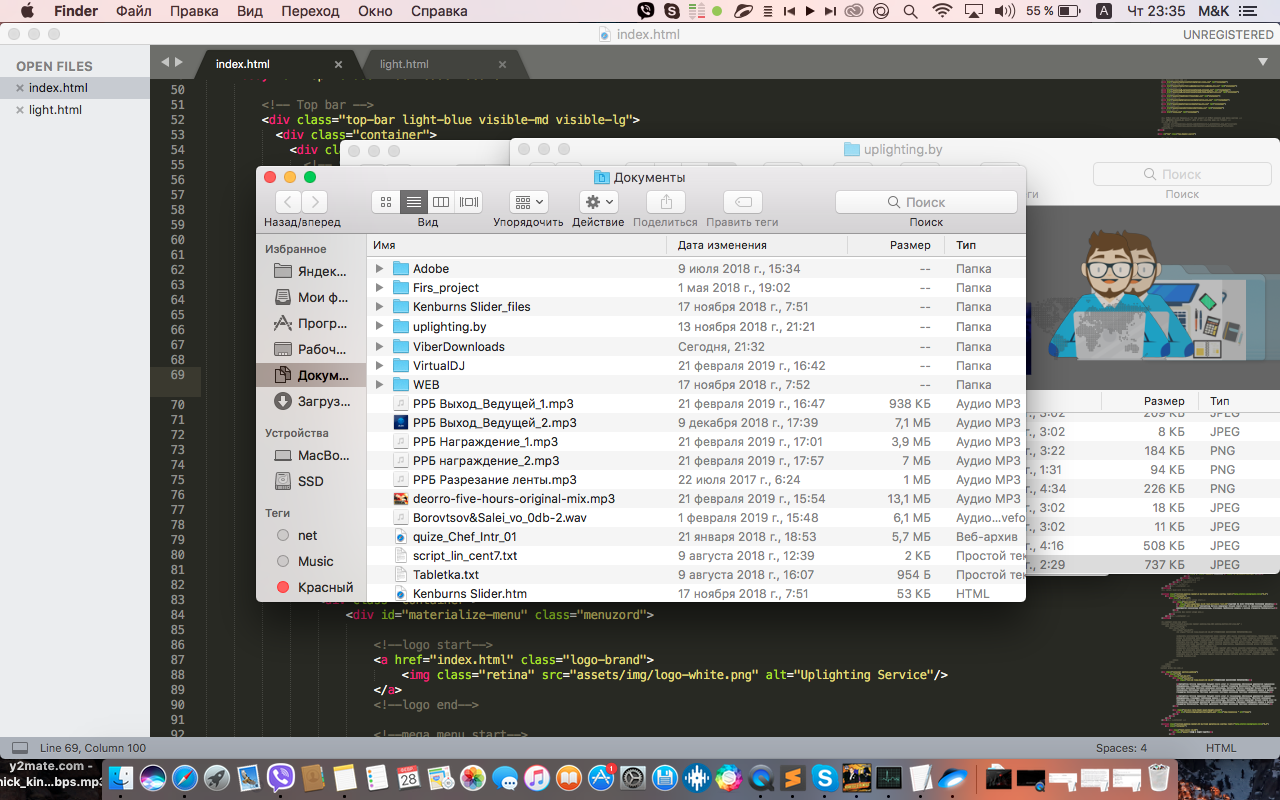 Finder Файл Правка Вид Переход Окно Справка 55 % A Чт 23:35 M&K
index.html UNREGISTERED
OPEN FILES
index.html
light.html
index.html light.html
50
51 <!-- Top bar -->
52 <div class="top-bar light-blue visible-md visible-lg">
53 <div class="container">
54 <div cl
55
56
57
58
59
60
61
62
63
64
65
66
67
68
69
70
71
72
73
74
75
76
77
78
79
80
81
82
83
84 <div id="materialize-menu" class="menuzord">
85
86 <!--logo start-->
87 <a href="index.html" class="logo-brand">
88 <img class="retina" src="assets/img/logo-white.png" alt="Uplighting Service"/>
89 </a>
90 <!--logo end-->
91
92 <!--mega menu start-->
uplighting.by
Поиск
ги Поиск
Размер Тип
г., 3:02 209 КБ JPEG
г., 3:02 8 КБ JPEG
г., 3:22 184 КБ PNG
г., 1:31 94 КБ JPEG
г., 4:34 226 КБ PNG
г., 3:02 18 КБ JPEG
г., 3:02 11 КБ JPEG
г., 4:16 508 КБ JPEG
г., 2:29 737 КБ JPEG
Документы
Поиск
Назад/вперед Вид Упорядочить Действие Поделиться Править теги Поиск
Избранное
Яндек...
Мои ф...
Прогр...
Рабоч...
Докум...
Загруз...
Устройства
MacBo...
SSD
Теги
net
Music
Красный
Имя Дата изменения Размер Тип
Adobe 9 июля 2018 г., 15:34 -- Папка
Firs_project 1 мая 2018 г., 19:02 -- Папка
Kenburns Slider_files 17 ноября 2018 г., 7:51 -- Папка
uplighting.by 13 ноября 2018 г., 21:21 -- Папка
ViberDownloads Сегодня, 21:32 -- Папка
VirtualDJ 21 февраля 2019 г., 16:42 -- Папка
WEB 17 ноября 2018 г., 7:52 -- Папка
РРБ Выход_Ведущей_1.mp3 21 февраля 2019 г., 16:47 938 КБ Аудио MP3
РРБ Выход_Ведущей_2.mp3 9 декабря 2018 г., 17:39 7,1 МБ Аудио MP3
РРБ Награждение_1.mp3 21 февраля 2019 г., 17:01 3,9 МБ Аудио MP3
РРБ награждение_2.mp3 21 февраля 2019 г., 17:57 7 МБ Аудио MP3
РРБ Разрезание ленты.mp3 22 июля 2017 г., 6:24 1 МБ Аудио MP3
deorro-five-hours-original-mix.mp3 21 февраля 2019 г., 15:54 13,1 МБ Аудио MP3
Borovtsov&Salei_vo_0db-2.wav 1 февраля 2019 г., 15:48 6,1 МБ Аудио...vefo
quize_Chef_Intr_01 21 января 2018 г., 18:53 5,7 МБ Веб-архив
script_lin_cent7.txt 9 августа 2018 г., 12:39 2 КБ Простой тек
Tabletka.txt 9 августа 2018 г., 16:07 954 Б Простой тек
Kenburns Slider.htm 17 ноября 2018 г., 7:51 53 КБ HTML
Line 69, Column 100 Spaces: 4 HTML
y2mate.com -
nick_kin...bps.mp3
28
1